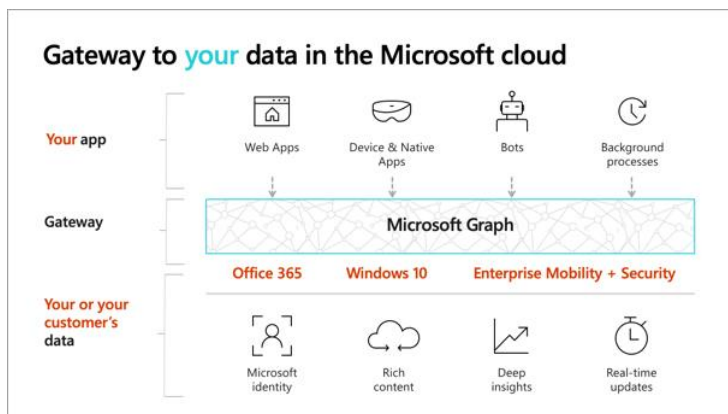 Gateway to your data in the Microsoft cloud
Your app
Web Apps
Device & Native
Apps
Bots
Background
processes
Gateway
Microsoft Graph
Office 365
Windows 10
Enterprise Mobility + Security
Your or your
customer's
data
Microsoft
identity
Rich
content
Deep
insights
Real-time
updates